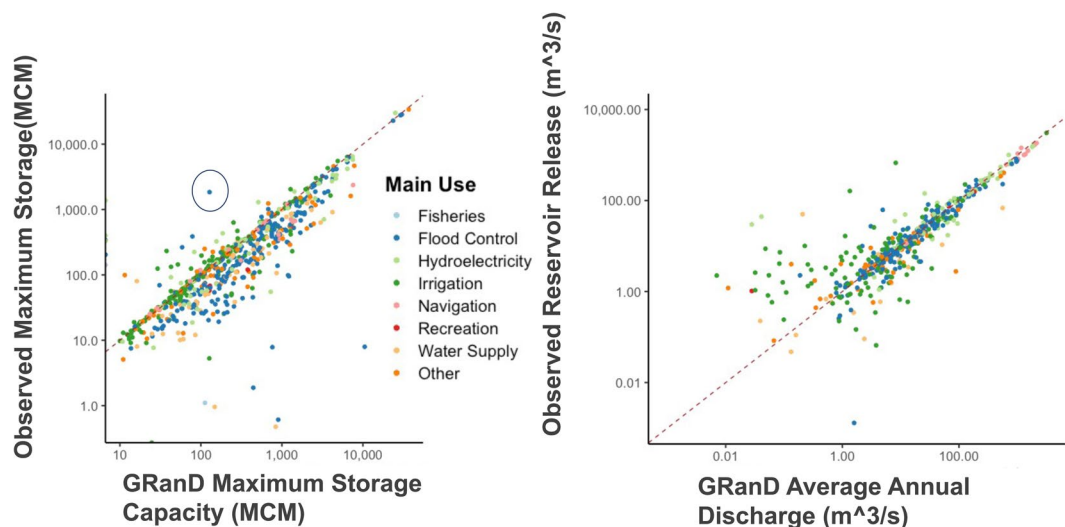 Observed Maximum Storage(MCM)
10,000.0
1,000.0
100.0
10.0
1.0
10
100
1,000
10,000
GRanD Maximum Storage
Capacity (MCM)
Main Use
Fisheries
Flood Control
Hydroelectricity
Irrigation
Navigation
Recreation
Water Supply
Other
Observed Reservoir Release (m^3/s)
10,000.00
100.00
1.00
0.01
0.01
1.00
100.00
GRanD Average Annual
Discharge (m^3/s)